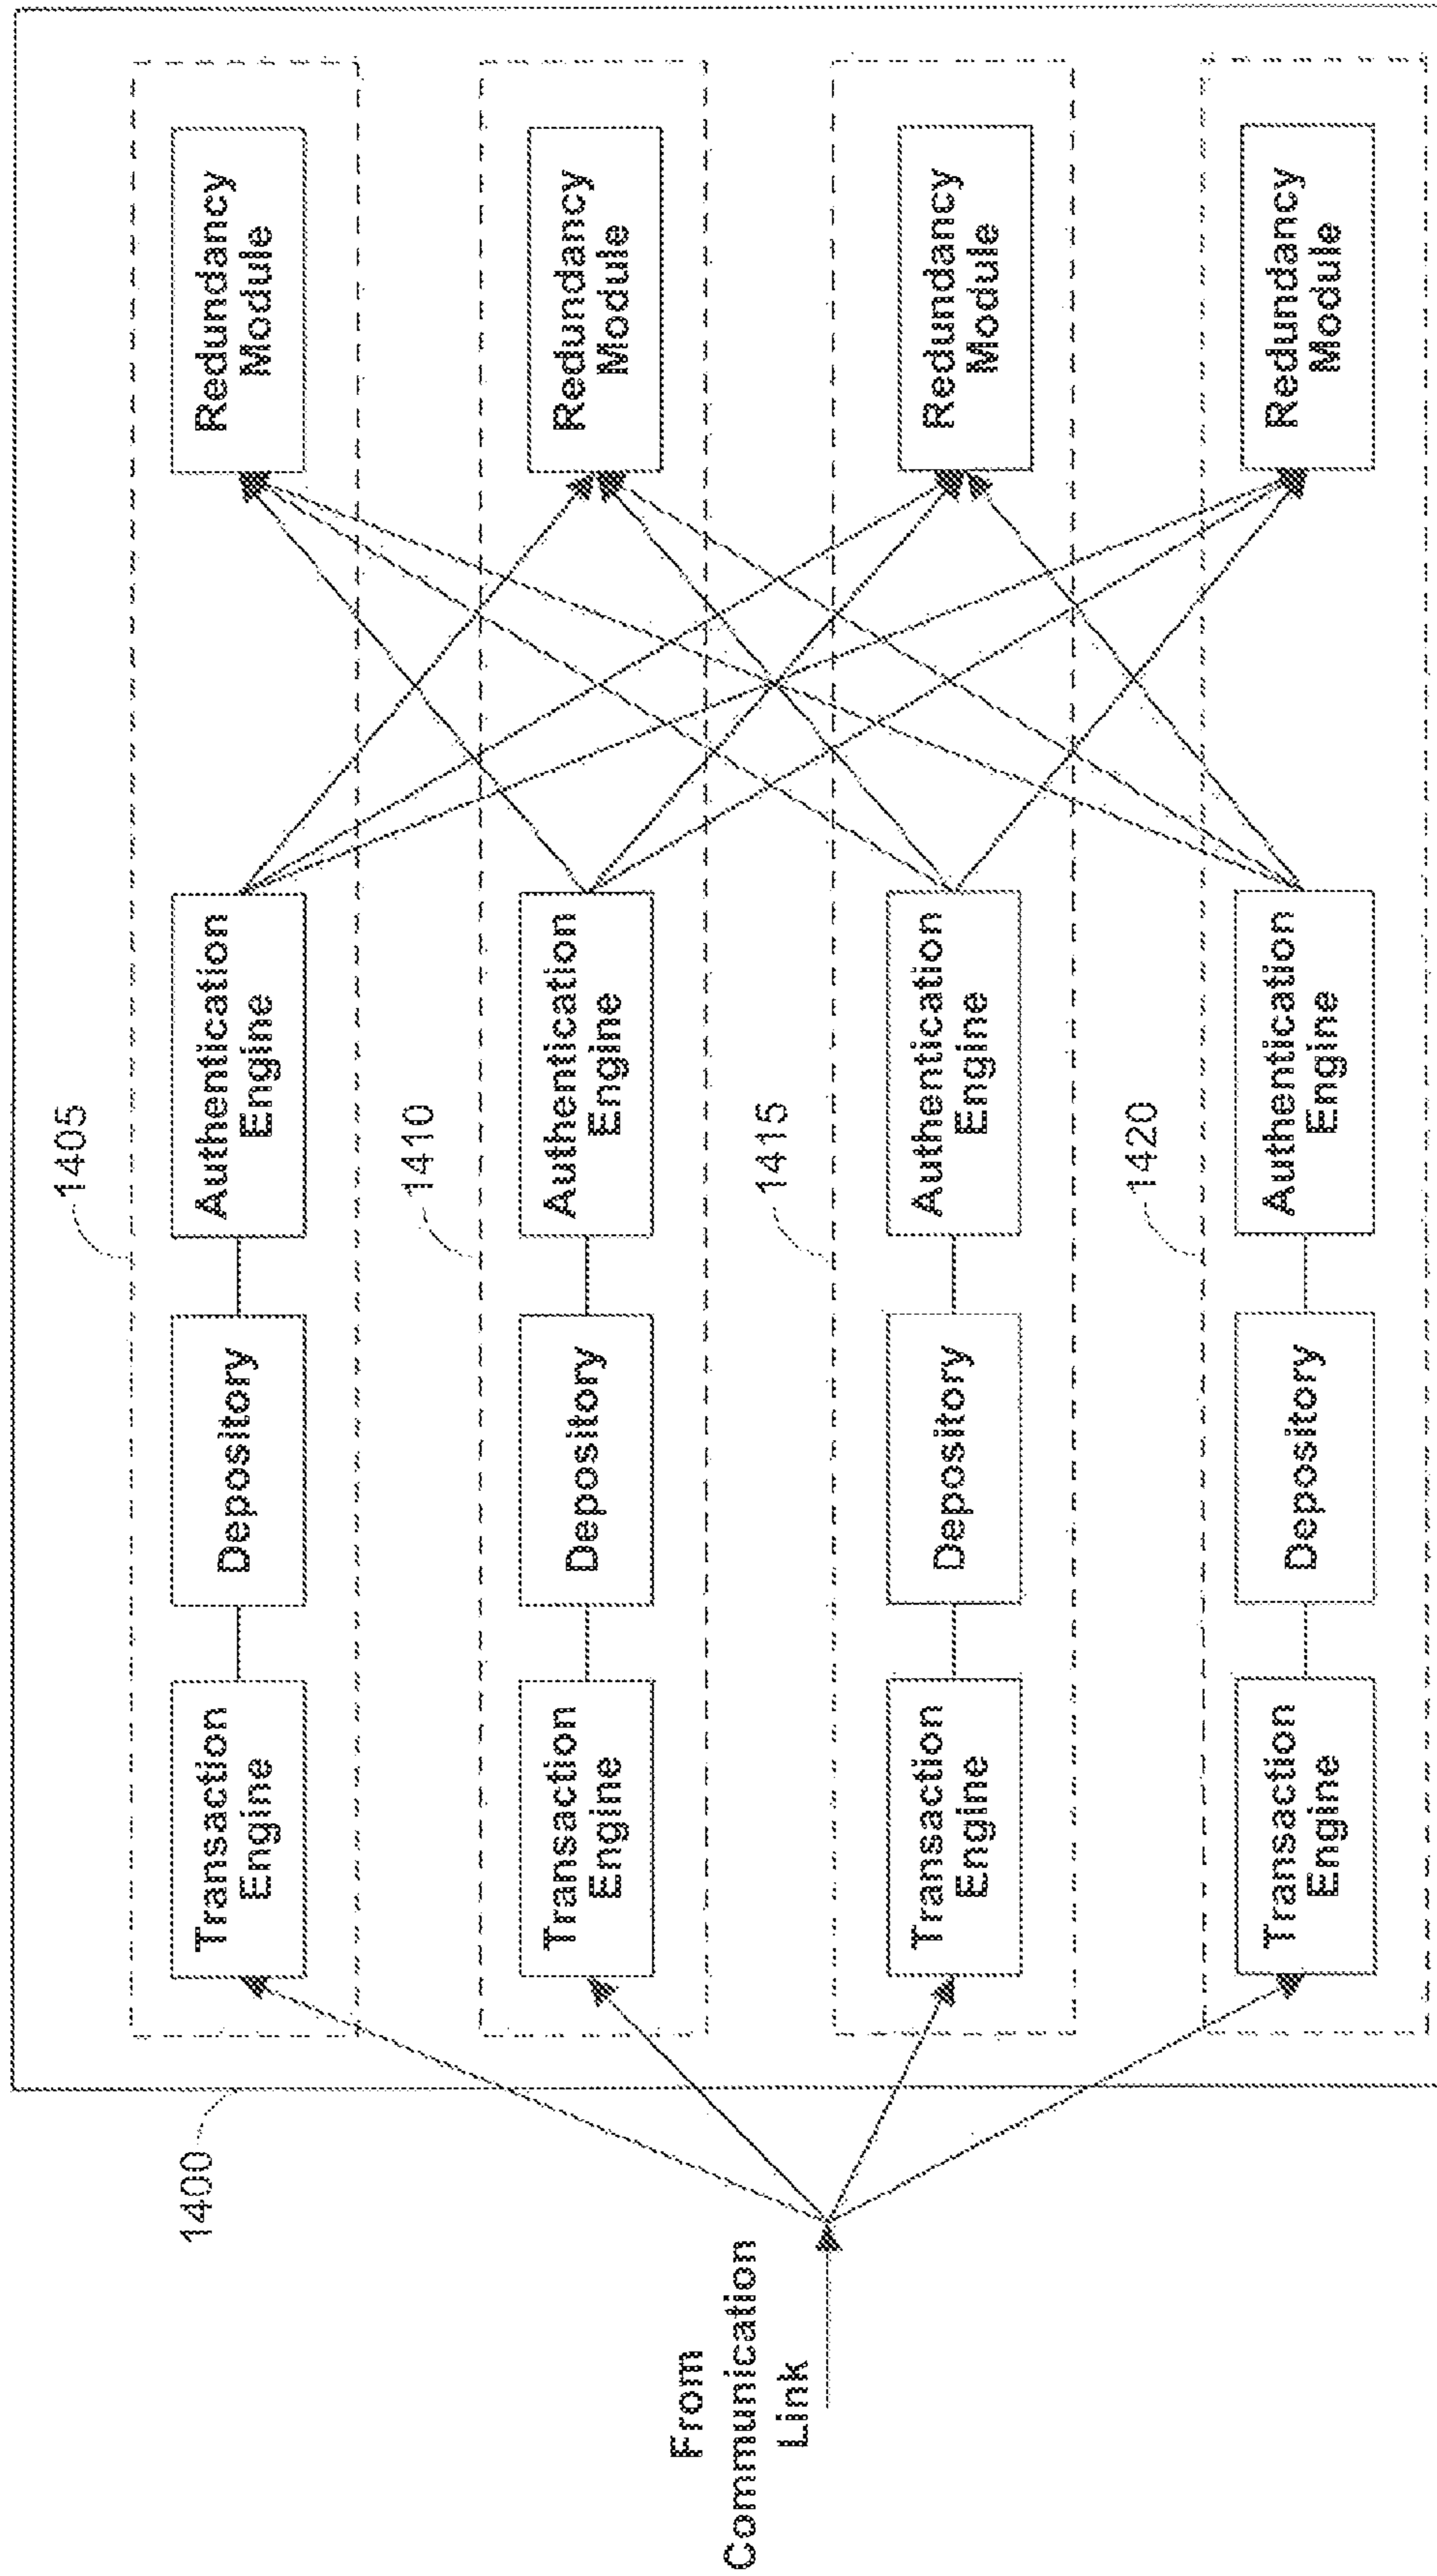 1400
From
Communication
Link
1405
Transaction
Engine
Depository
Authentication
Engine
Redundancy
Module
1410
Transaction
Engine
Depository
Authentication
Engine
Redundancy
Module
1415
Transaction
Engine
Depository
Authentication
Engine
Redundancy
Module
1420
Transaction
Engine
Depository
Authentication
Engine
Redundancy
Module